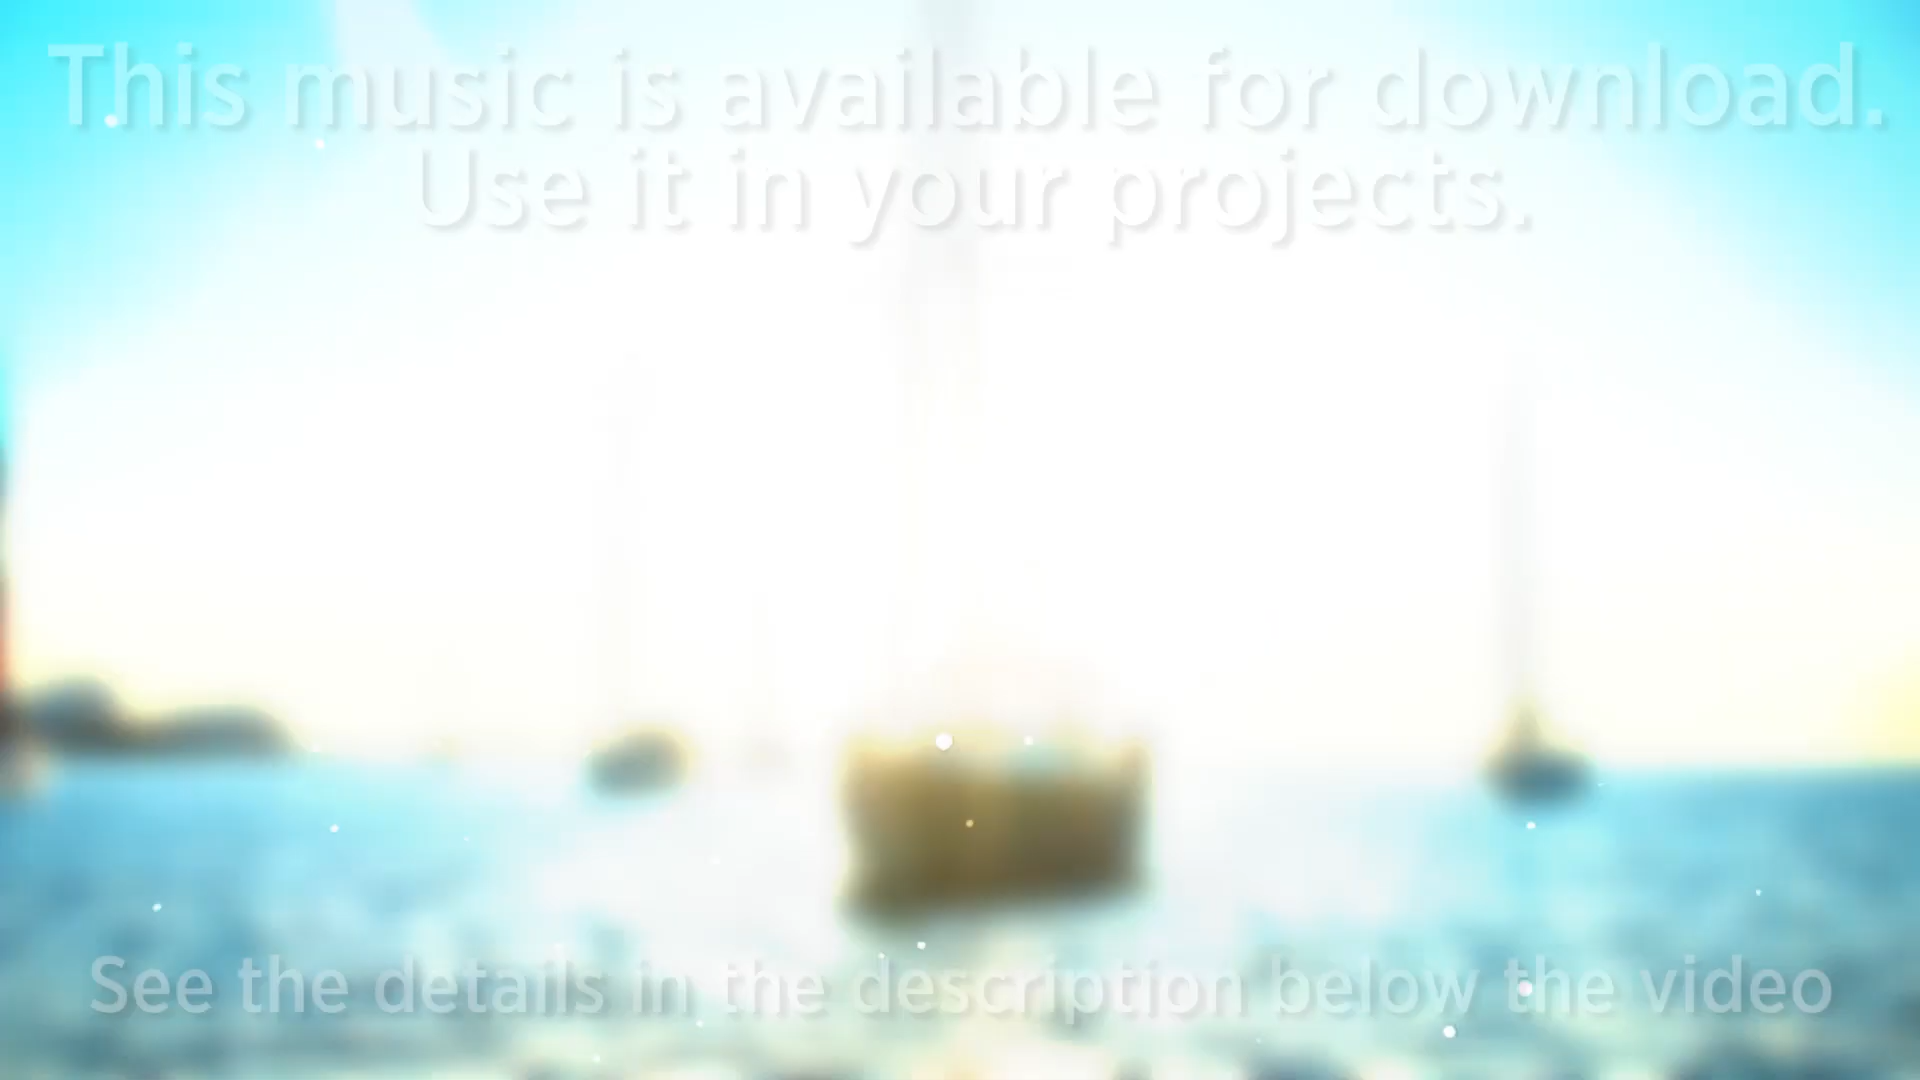 This music is available for download.
Use it in your projects.
See the details in the description below the video